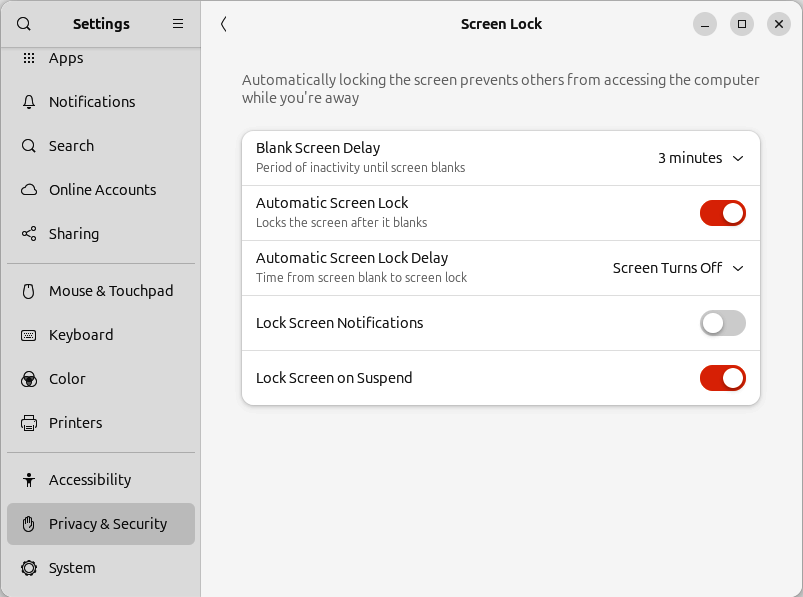 Settings
Screen Lock
Apps
Notifications
Search
Online Accounts
Sharing
Mouse & Touchpad
Keyboard
Color
Printers
Accessibility
Privacy & Security
System
Automatically locking the screen prevents others from accessing the computer
while you're away
Blank Screen Delay
Period of inactivity until screen blanks
3 minutes
Automatic Screen Lock
Locks the screen after it blanks
Automatic Screen Lock Delay
Time from screen blank to screen lock
Screen Turns Off
Lock Screen Notifications
Lock Screen on Suspend